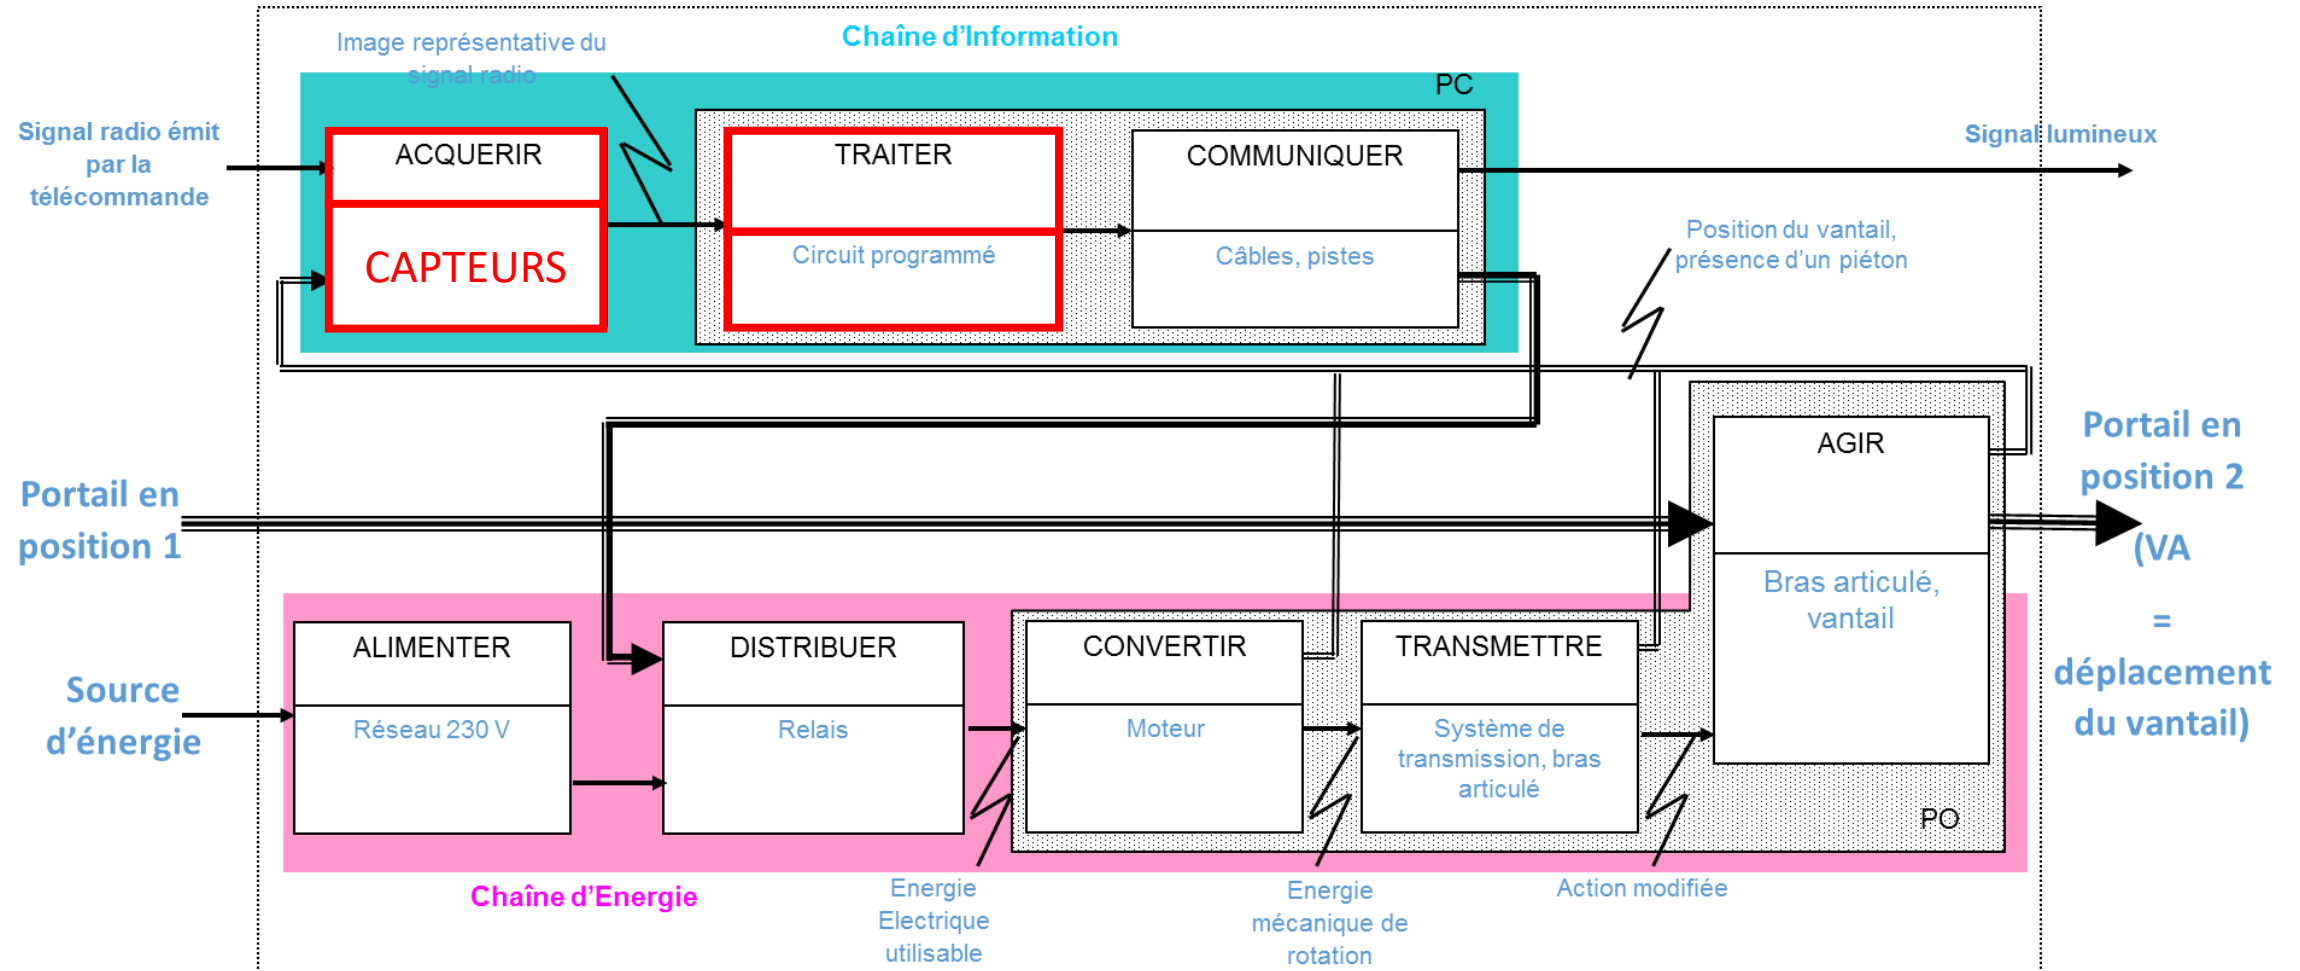 Chaîne d'Information
Image représentative du
signal radio
PC
Signal radio émit
par la
télécommande
ACQUERIR
CAPTEURS
TRAITER
Circuit programmé
COMMUNIQUER
Câbles, pistes
Signal lumineux
Position du vantail,
présence d'un piéton
Portail en
position 1
AGIR
Bras articulé,
vantail
Portail en
position 2
(VA
=
déplacement
du vantail)
Source
d'énergie
ALIMENTER
Réseau 230 V
DISTRIBUER
Relais
CONVERTIR
Moteur
TRANSMETTRE
Système de
transmission, bras
articulé
PO
Chaîne d'Energie
Energie
Electrique
utilisable
Energie
mécanique de
rotation
Action modifiée